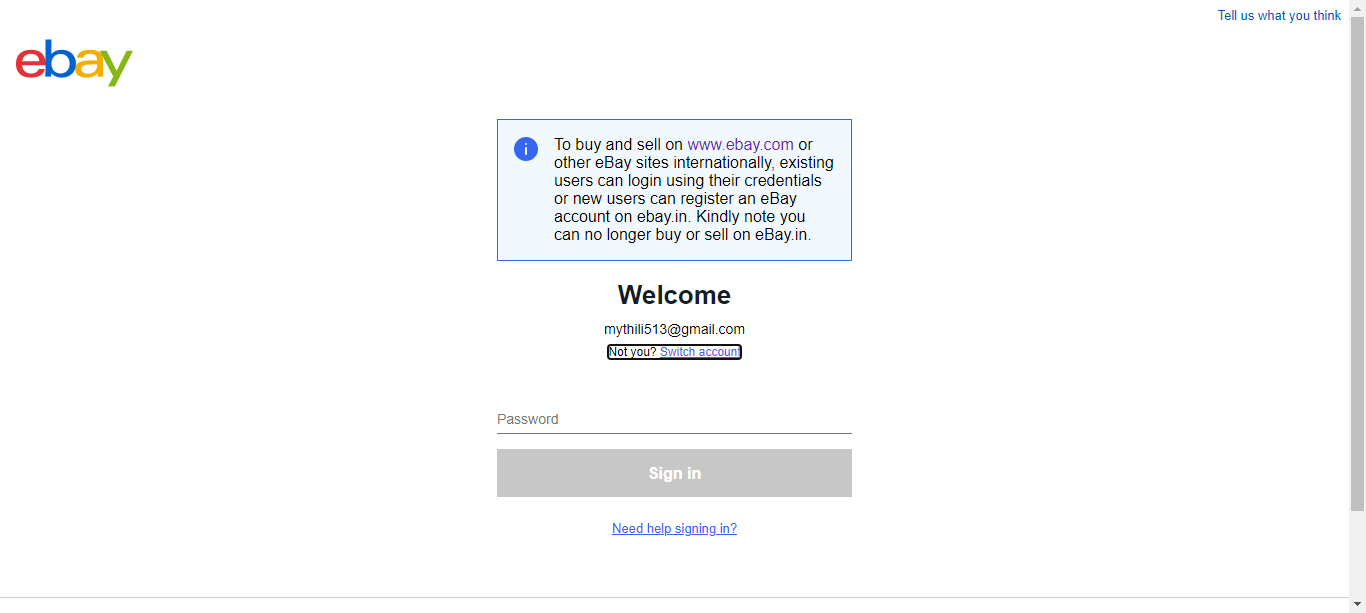 Tell us what you think
ebay
i
To buy and sell on www.ebay.com or
other eBay sites internationally, existing
users can login using their credentials
or new users can register an eBay
account on ebay.in. Kindly note you
can no longer buy or sell on eBay.in.
Welcome
mythili513@gmail.com
Not you? Switch account
Password
Sign in
Need help signing in?